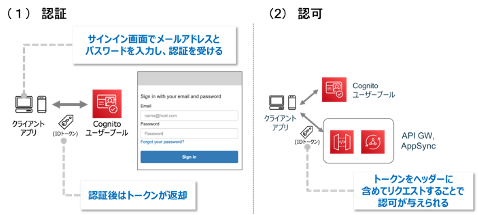 （1） 認証
サインイン画面でメールアドレスと
パスワードを入力し、認証を受ける
クライアント
アプリ
(IDトークン)
Cognito
ユーザープール
Sign in with your email and password
Email
name@host.com
Password
Password
Forgot your password?
Sign in
認証後はトークンが返却
（2） 認可
Cognito
ユーザープール
クライアント
アプリ
(IDトークン)
API GW,
AppSync
トークンをヘッダーに
含めてリクエストすることで
認可が与えられる